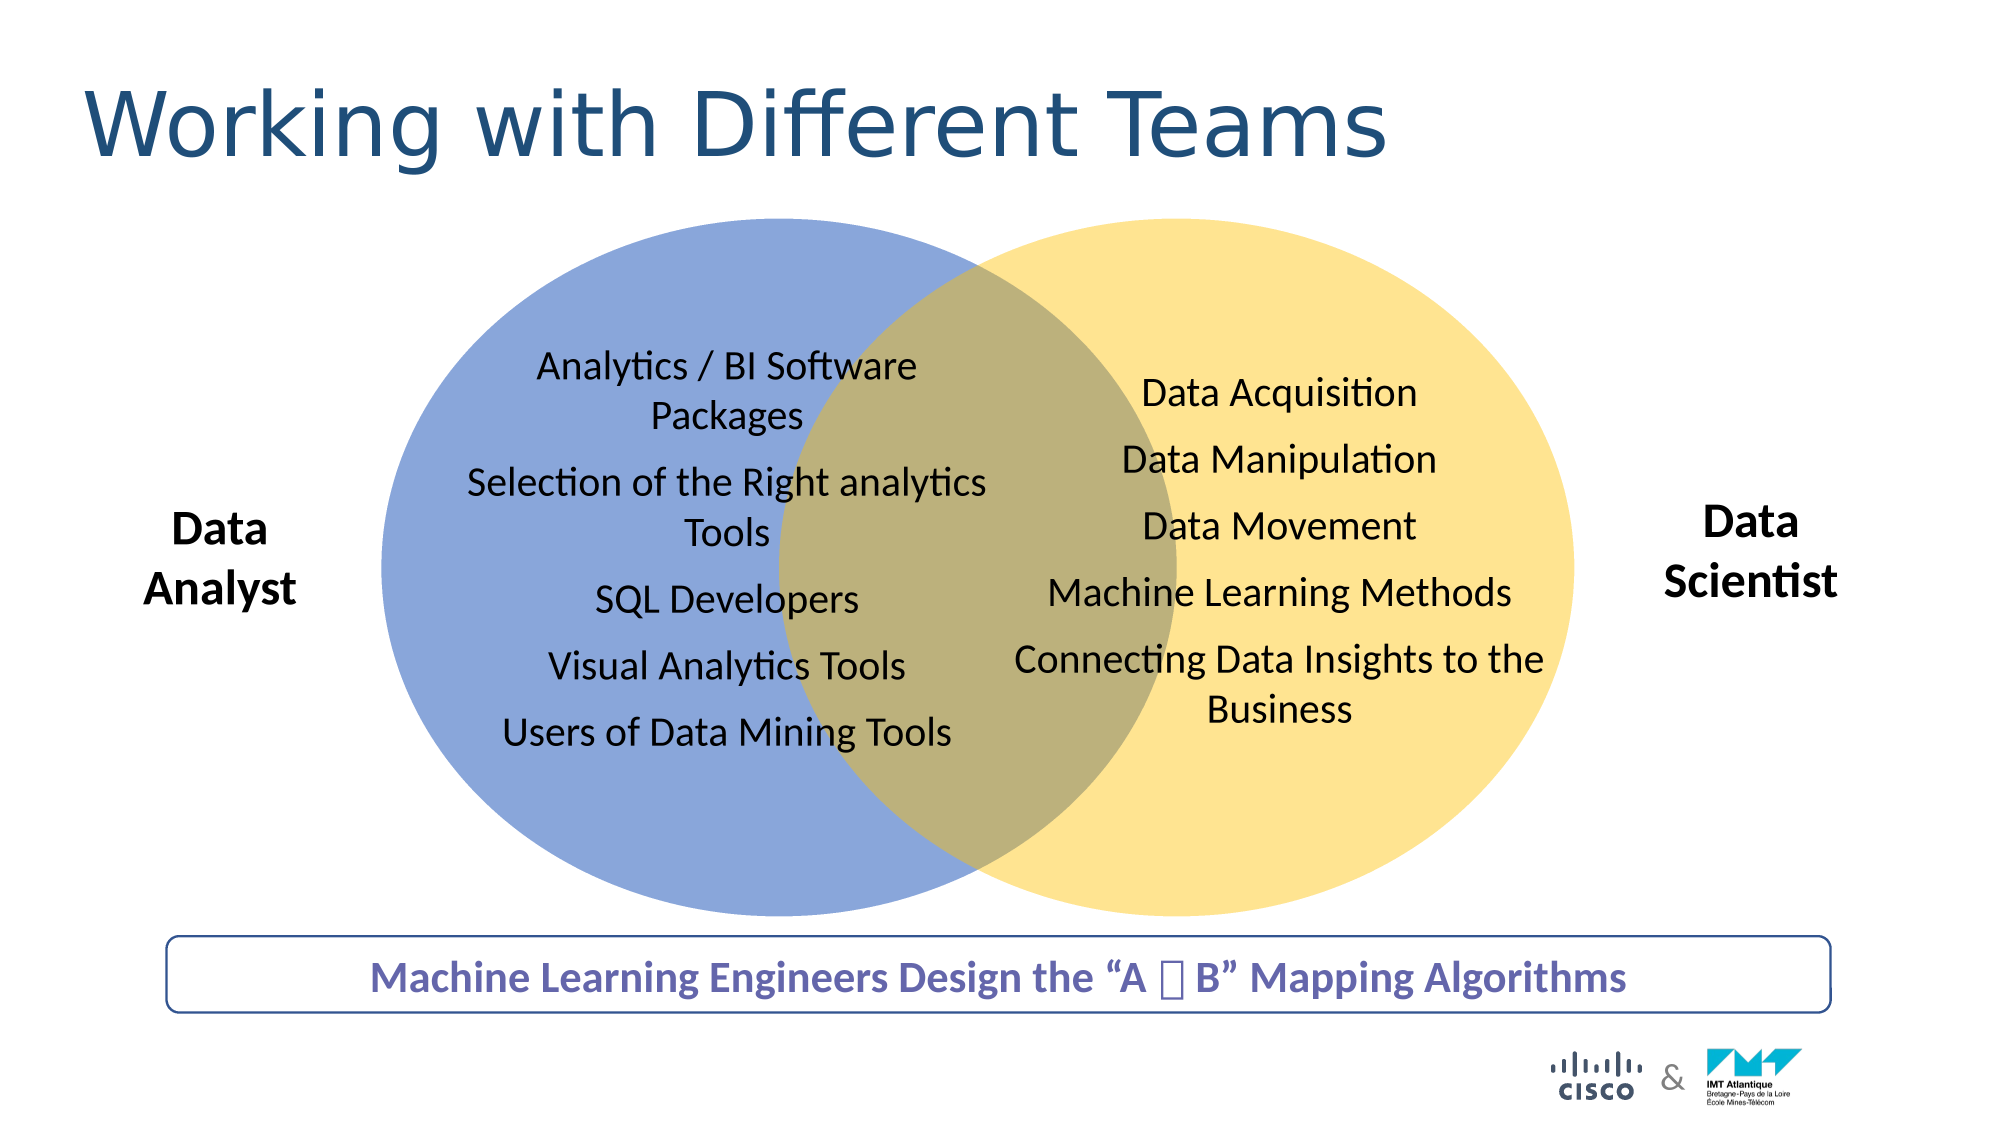 Working with Different Teams
Analytics / BI Software
Packages
Selection of the Right analytics
Tools
SQL Developers
Visual Analytics Tools
Users of Data Mining Tools
Data Acquisition
Data Manipulation
Data Movement
Machine Learning Methods
Connecting Data Insights to the
Business
Data
Analyst
Data
Scientist
Machine Learning Engineers Design the “A  B” Mapping Algorithms
CISCO
&
IMT Atlantique
Bretagne-Pays de la Loire
École Mines-Télécom